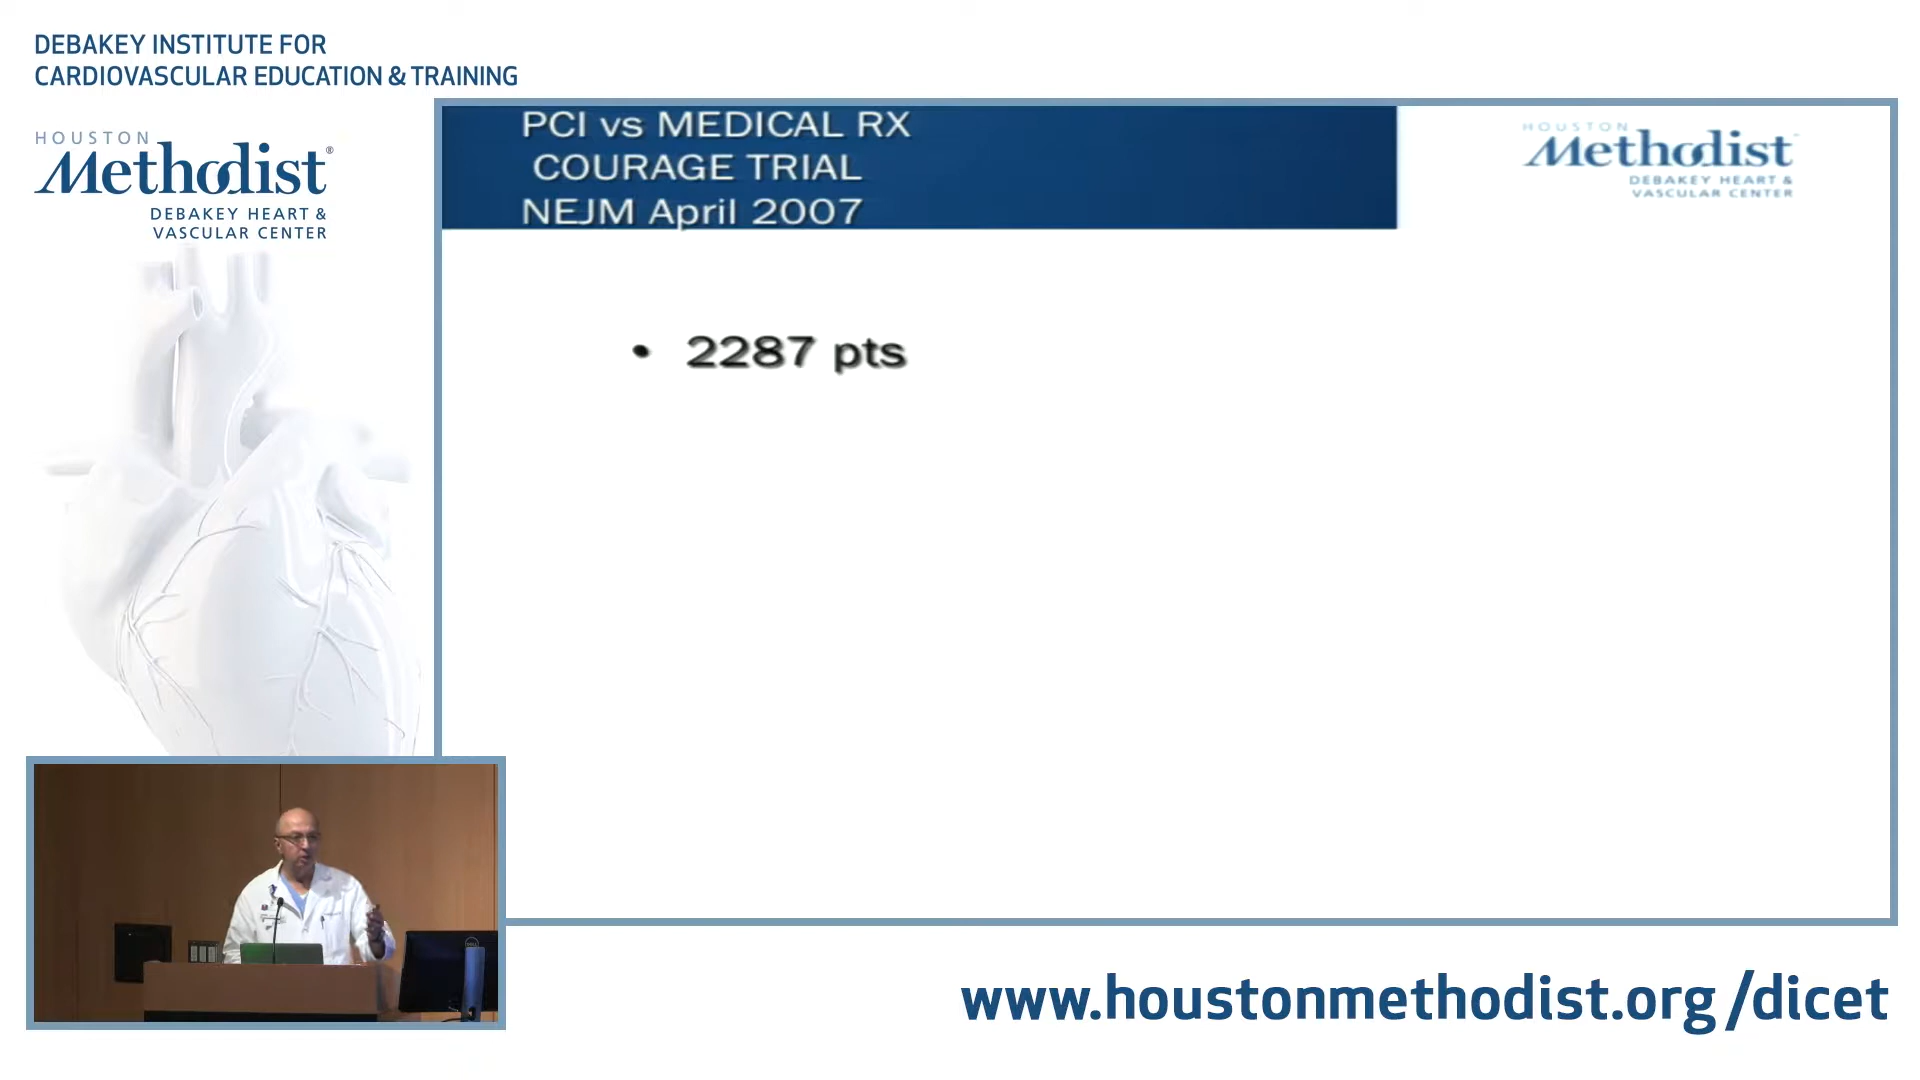 DEBAKEY INSTITUTE FOR
CARDIOVASCULAR EDUCATION & TRAINING
HOUSTON
Methodist®
DEBAKEY HEART &
VASCULAR CENTER
PCI vs MEDICAL RX
COURAGE TRIAL
NEJM April 2007
HOUSTON
Methodist
DEBAKEY HEART &
VASCULAR CENTER
• 2287 pts
www.houstonmethodist.org/dicet